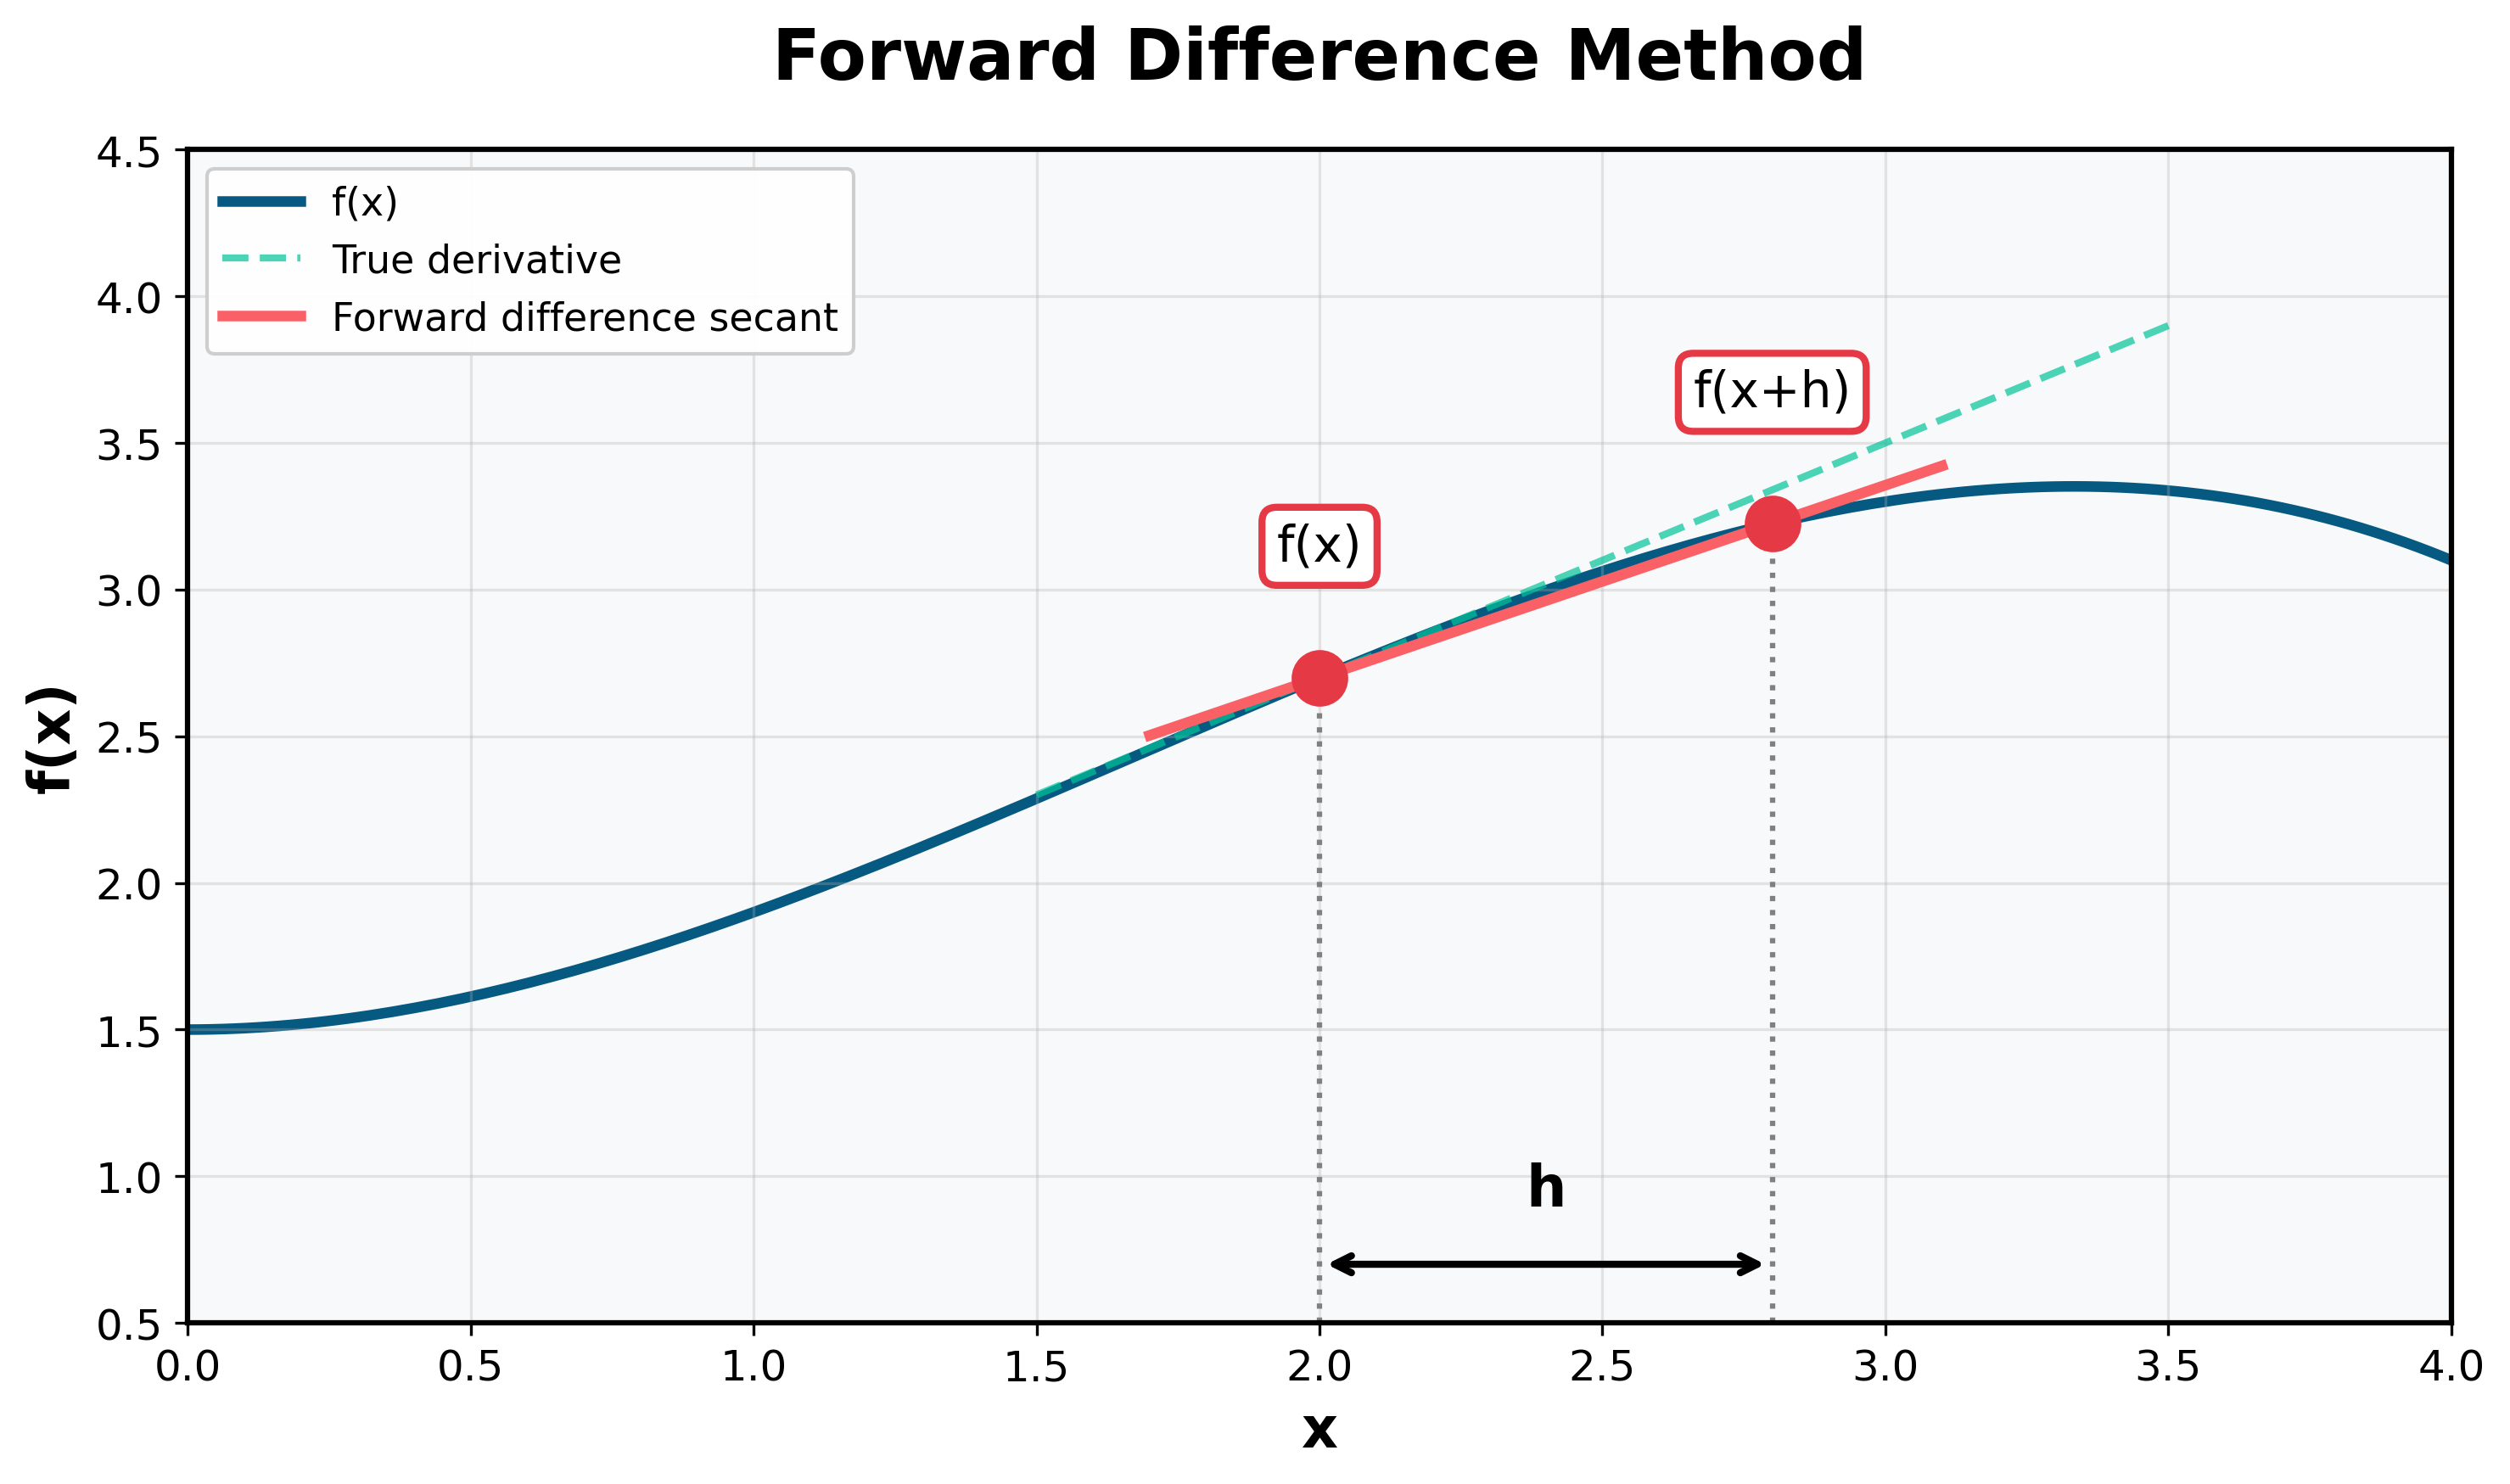 Forward Difference Method
4.5
4.0
3.5
3.0
2.5
2.0
1.5
1.0
0.5
f(x)
f(x)
True derivative
Forward difference secant
f(x+h)
f(x)
h
0.0 0.5 1.0 1.5 2.0 2.5 3.0 3.5 4.0
x